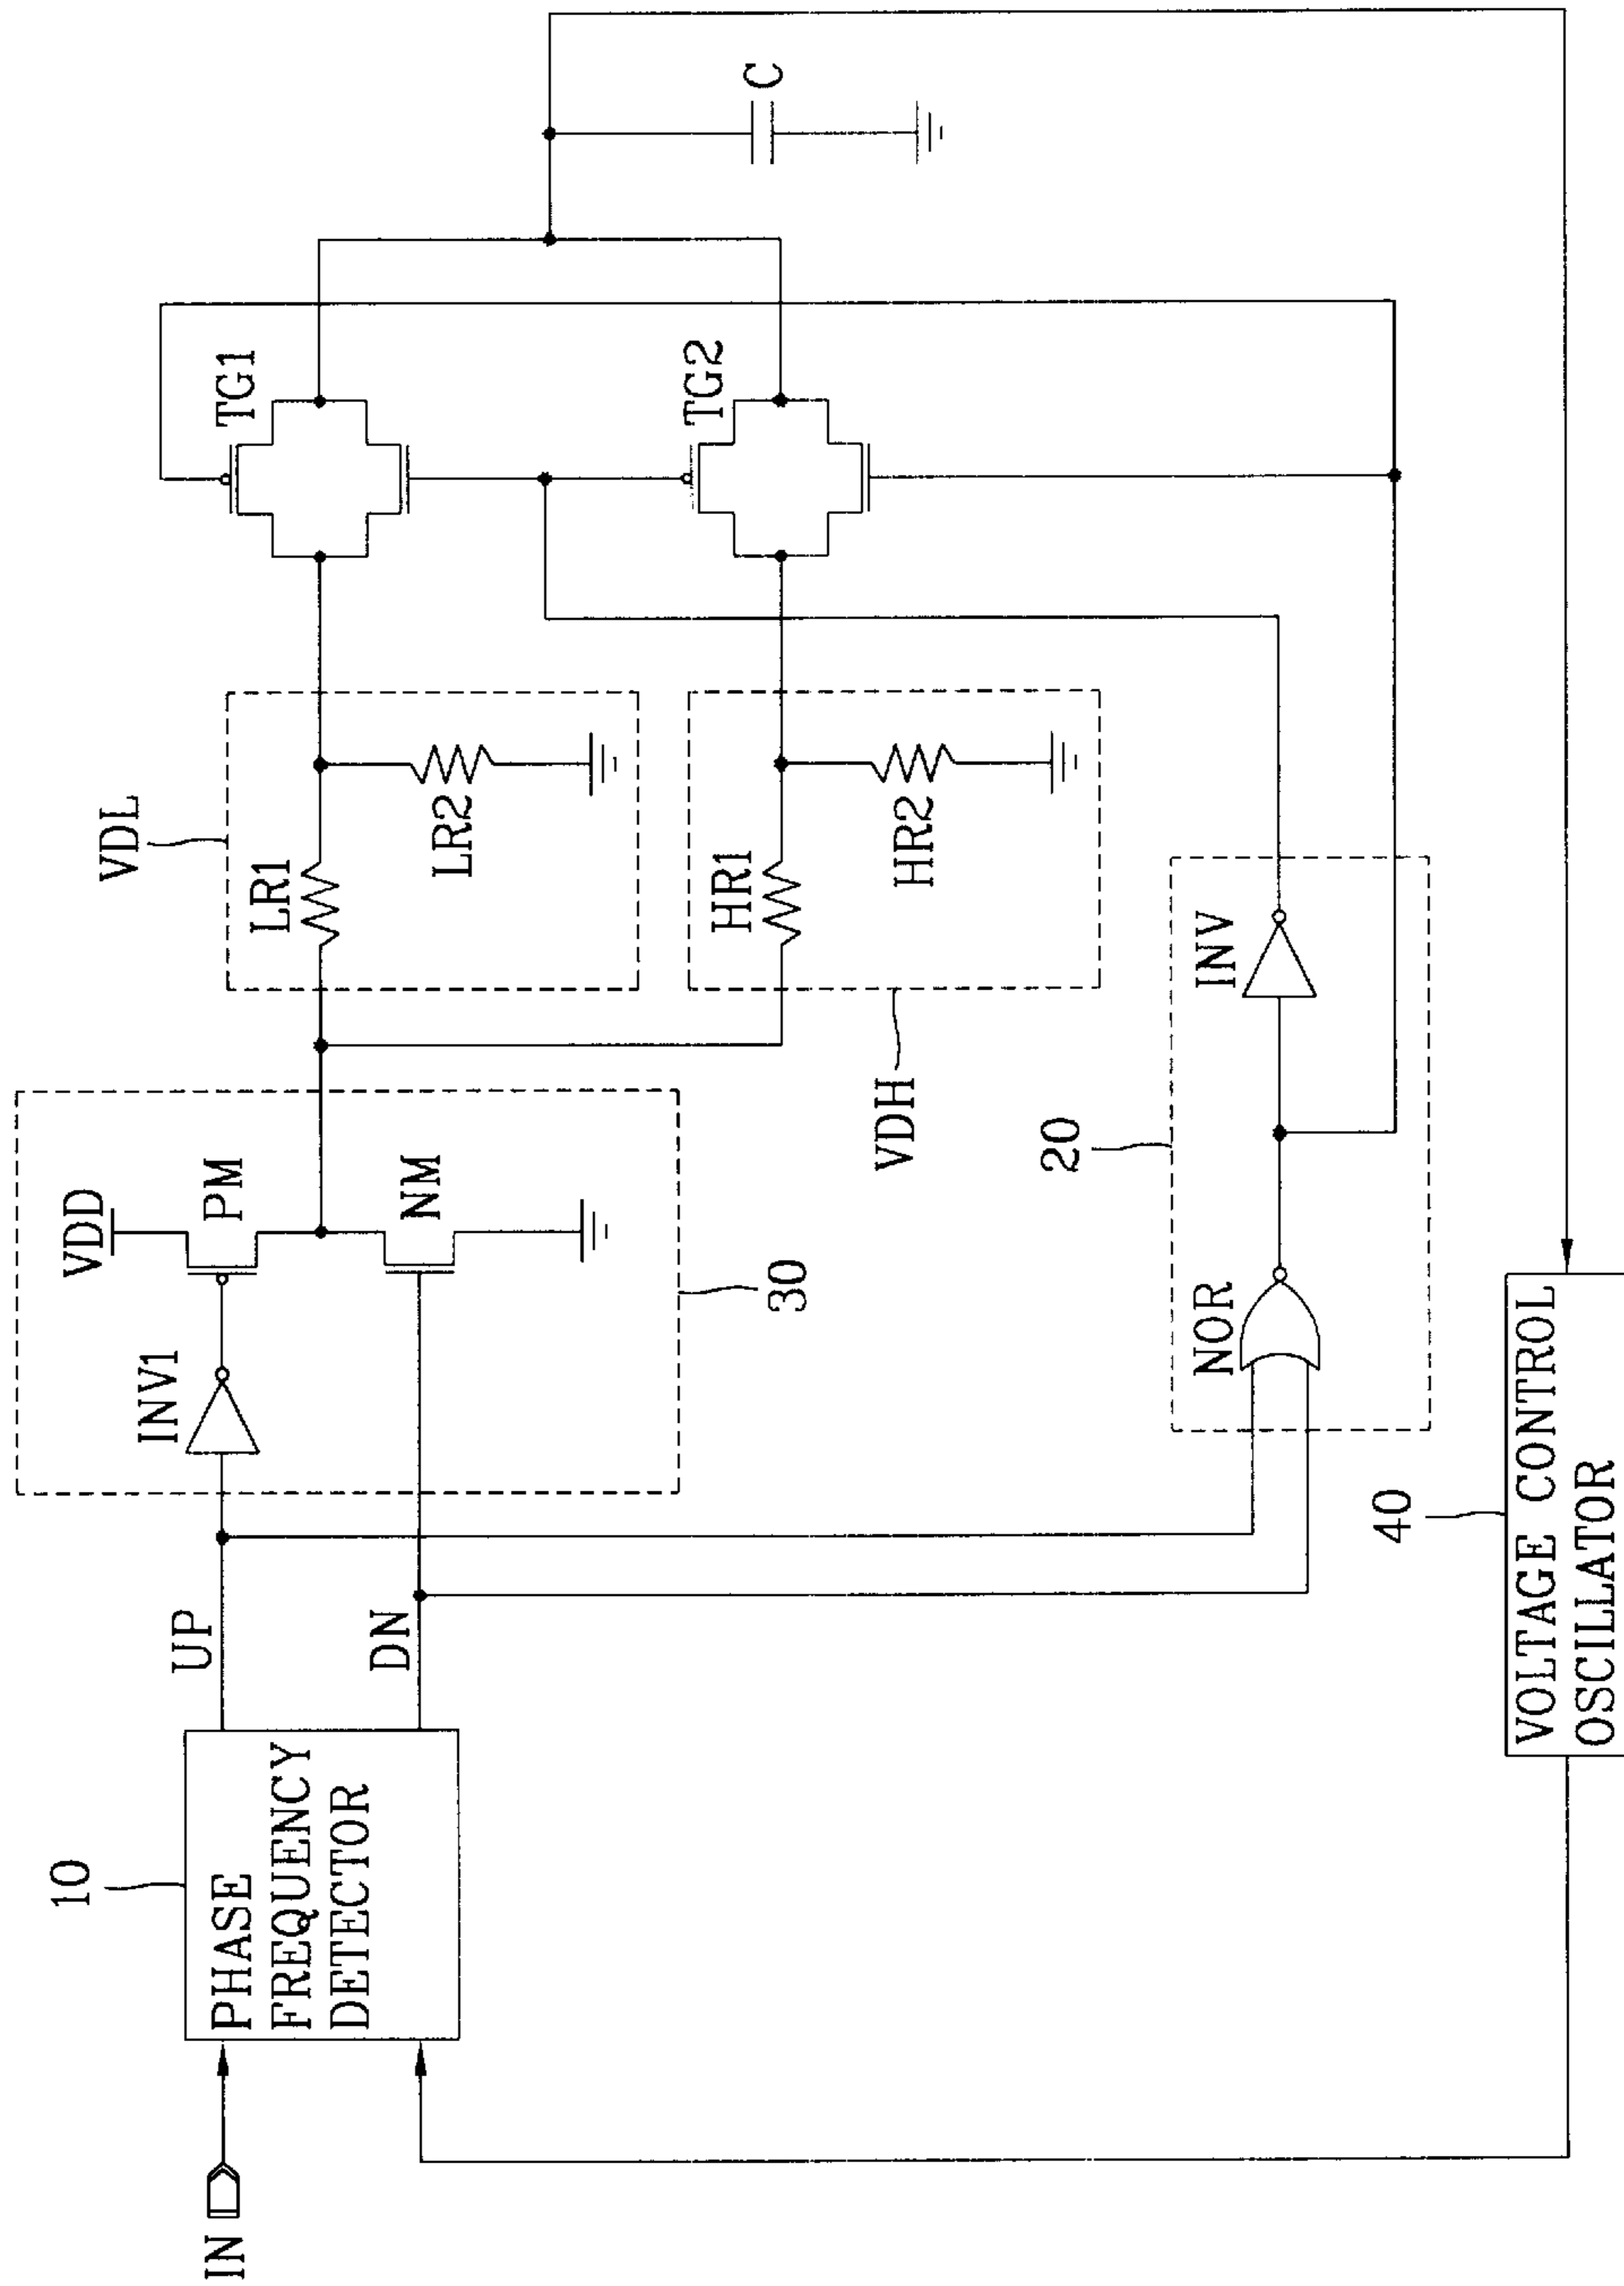 IN
10
PHASE
FREQUENCY
DETECTOR
UP
DN
INV1
VDD
PM
NM
30
VDL
LR1
LR2
HR1
HR2
VDH
TG1
TG2
C
20
NOR
INV
40
VOLTAGE CONTROL
OSCILLATOR